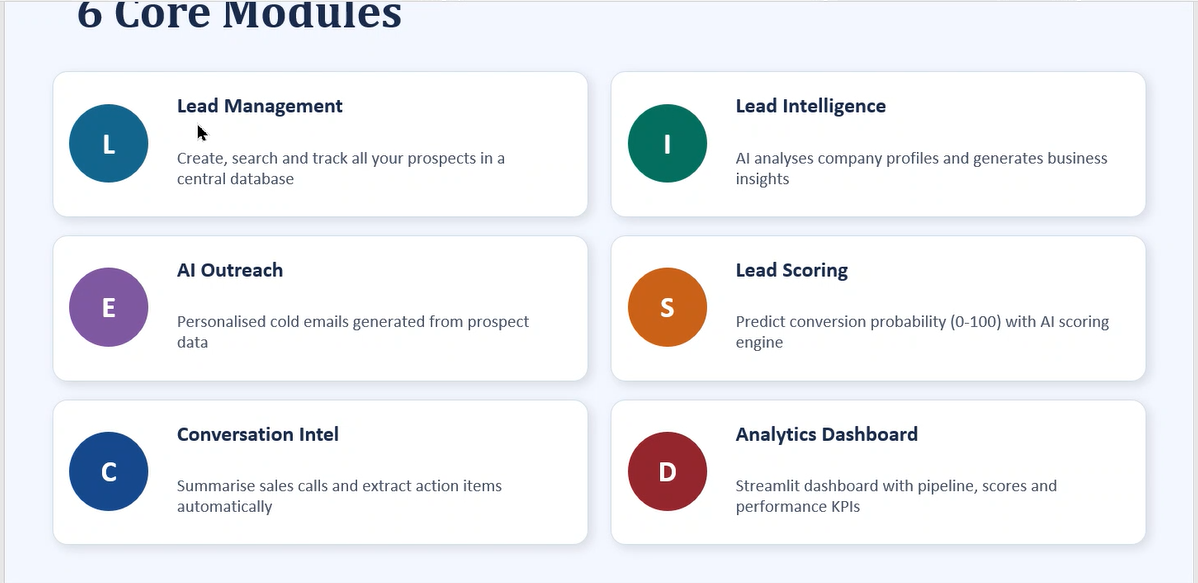 6 Core Modules
L
Lead Management
Create, search and track all your prospects in a
central database
I
Lead Intelligence
AI analyses company profiles and generates business
insights
E
AI Outreach
Personalised cold emails generated from prospect
data
S
Lead Scoring
Predict conversion probability (0-100) with AI scoring
engine
C
Conversation Intel
Summarise sales calls and extract action items
automatically
D
Analytics Dashboard
Streamlit dashboard with pipeline, scores and
performance KPIs